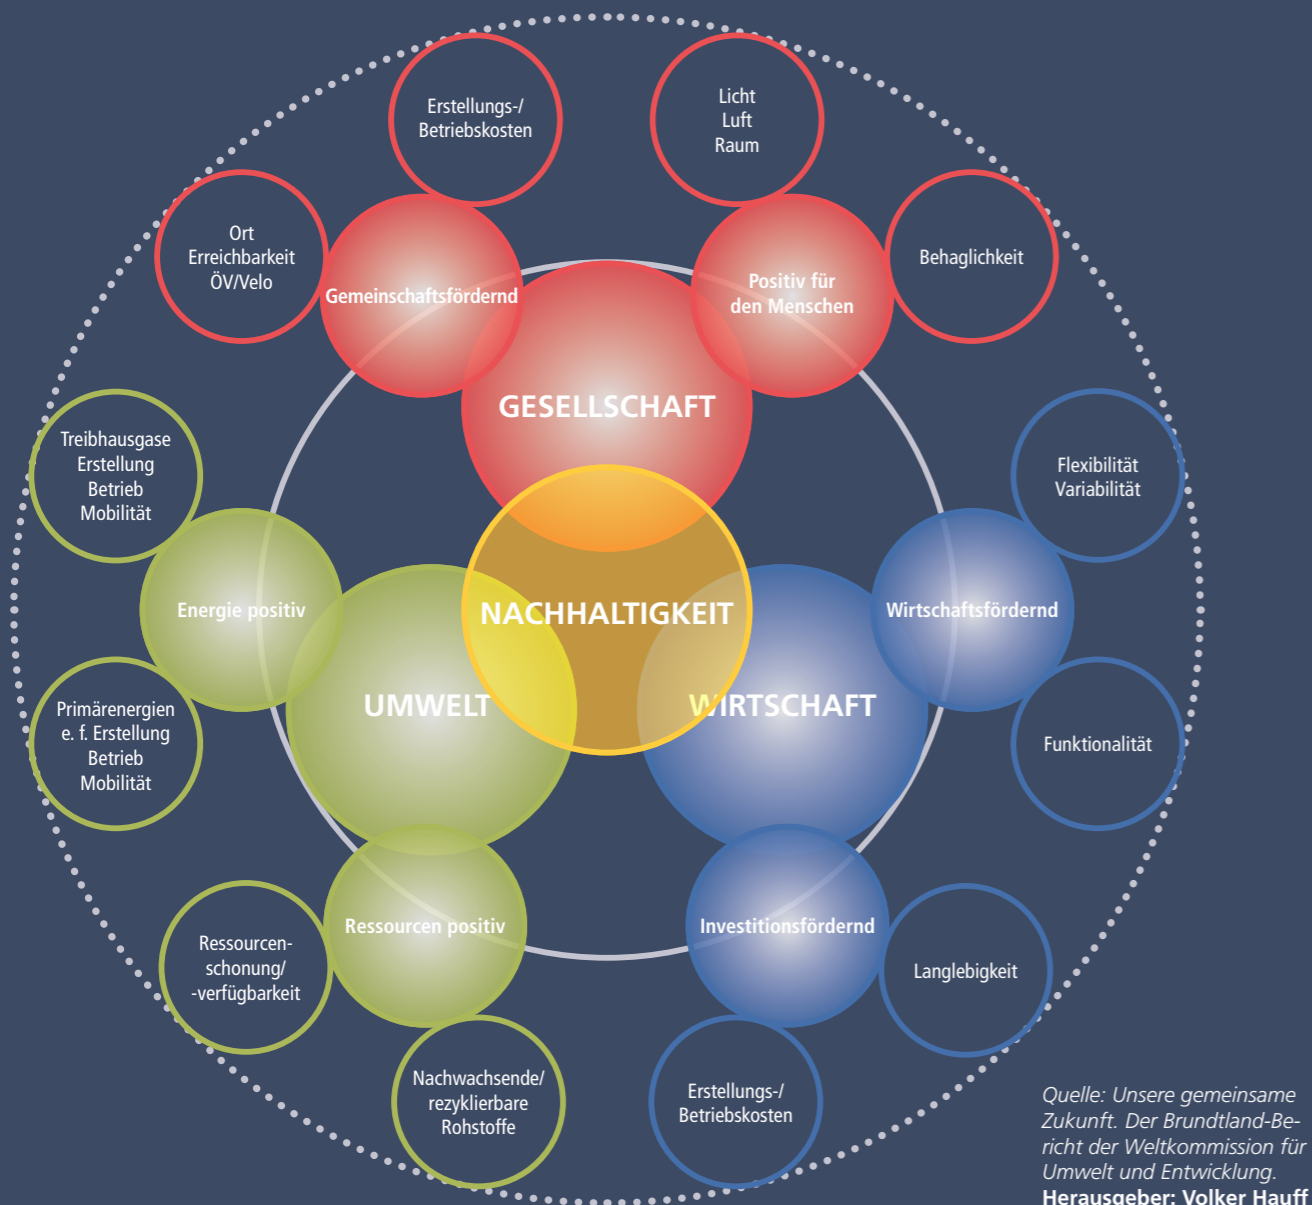 Erstellungs-/
Betriebskosten
Licht
Luft
Raum
Ort
Erreichbarkeit
ÖV/Velo
Gemeinschaftsfördernd
Positiv für
den Menschen
Behaglichkeit
GESELLSCHAFT
Treibhausgase
Erstellung
Betrieb
Mobilität
Flexibilität
Variabilität
Energie positiv
NACHHALTIGKEIT
Wirtschaftsfördernd
UMWELT
WIRTSCHAFT
Primärenergien
e. f. Erstellung
Betrieb
Mobilität
Funktionalität
Ressourcen positiv
Investitionsfördernd
Ressourcen-
schonung/
-verfügbarkeit
Langlebigkeit
Nachwachsende/
rezyklierbare
Rohstoffe
Erstellungs-/
Betriebskosten
Quelle: Unsere gemeinsame
Zukunft. Der Brundtland-Be-
richt der Weltkommission für
Umwelt und Entwicklung.
Herausgeber: Volker Hauff